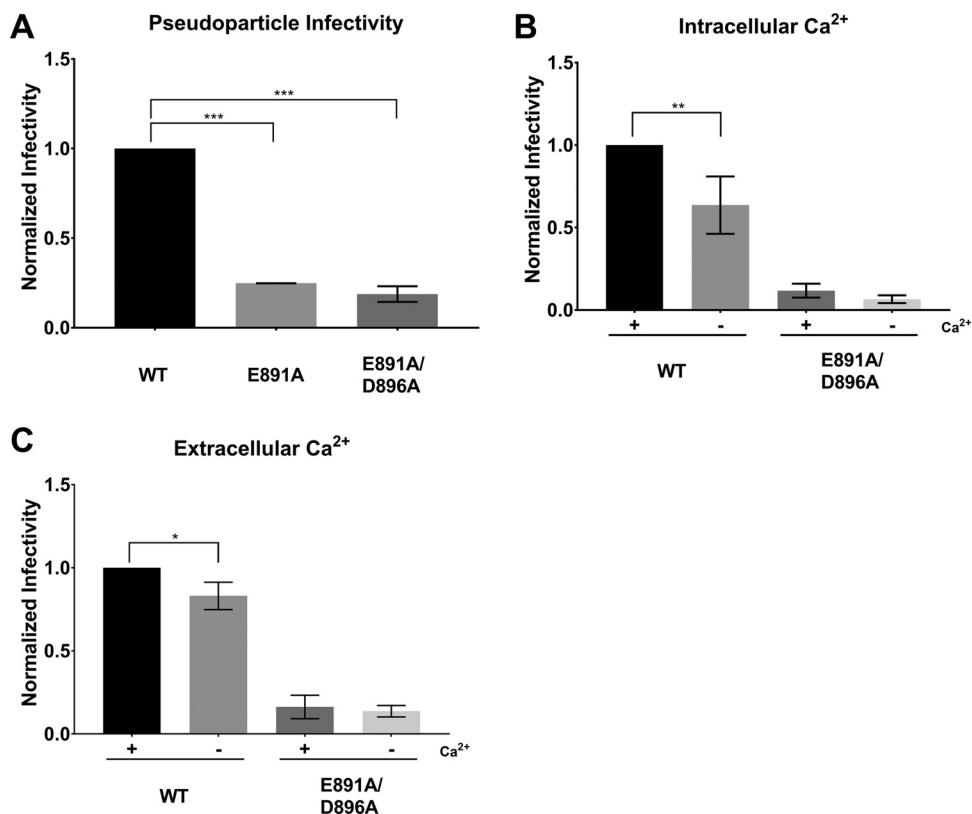 A
Pseudoparticle Infectivity
Normalized Infectivity
1.5
1.0
0.5
0.0
***
***
WT
E891A
E891A/
D896A
B
Intracellular Ca²⁺
Normalized Infectivity
1.5
1.0
0.5
0.0
**
+ - + - Ca²⁺
WT
E891A/
D896A
C
Extracellular Ca²⁺
Normalized Infectivity
1.5
1.0
0.5
0.0
*
+ - + - Ca²⁺
WT
E891A/
D896A